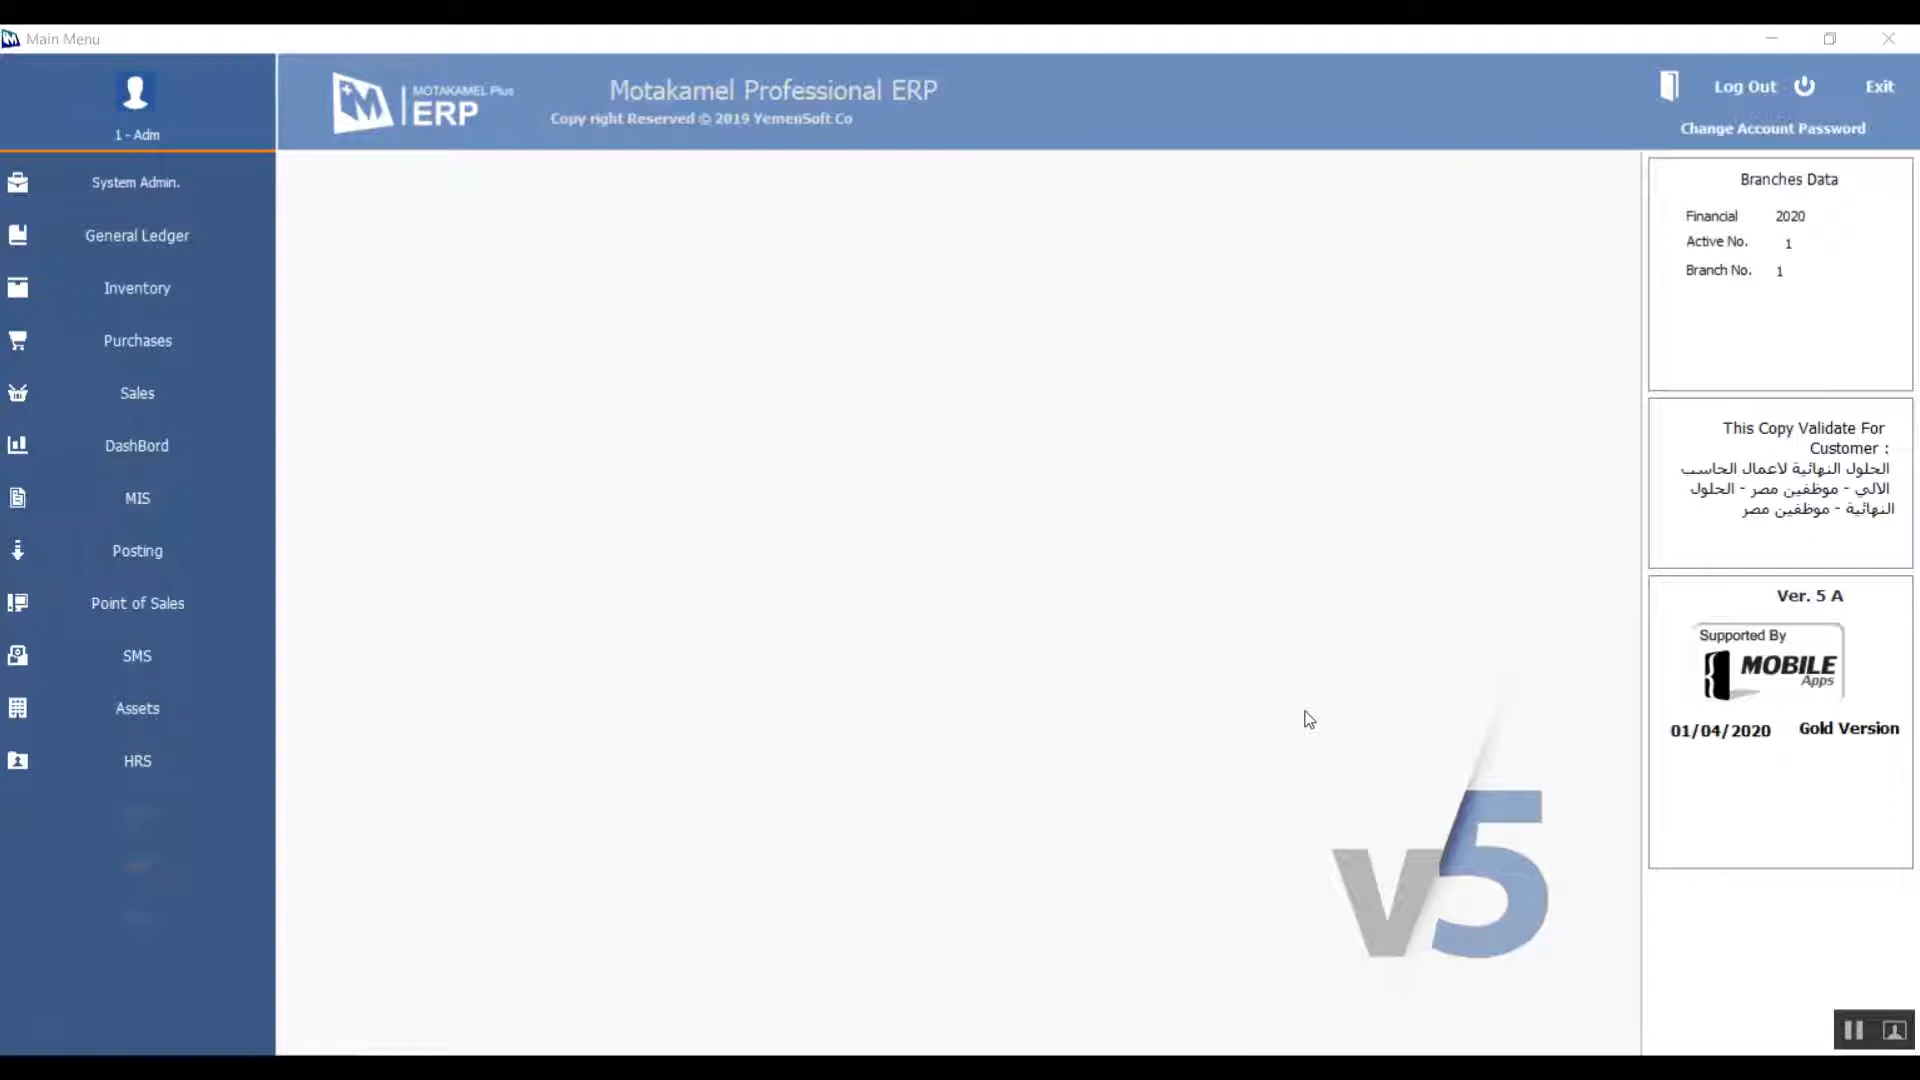 Main Menu
1 - Adm
MOTAKAMEL Plus
ERP
Motakamel Professional ERP
Copy right Reserved © 2019 YemenSoft Co
Log Out
Exit
Change Account Password
System Admin.
General Ledger
Inventory
Purchases
Sales
DashBord
MIS
Posting
Point of Sales
SMS
Assets
HRS
Branches Data
Financial 2020
Active No. 1
Branch No. 1
This Copy Validate For
Customer :
الحلول النهائية لاعمال الحاسب
الالي - موظفين مصر - الحلول
النهائية - موظفين مصر
Ver. 5 A
Supported By
MOBILE
Apps
01/04/2020 Gold Version
v5